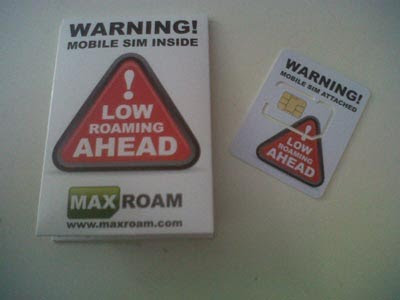 WARNING!
MOBILE SIM INSIDE
!
LOW
ROAMING
AHEAD
MAXROAM
www.maxroam.com
WARNING!
MOBILE SIM ATTACHED
!
LOW
ROAMING
AHEAD